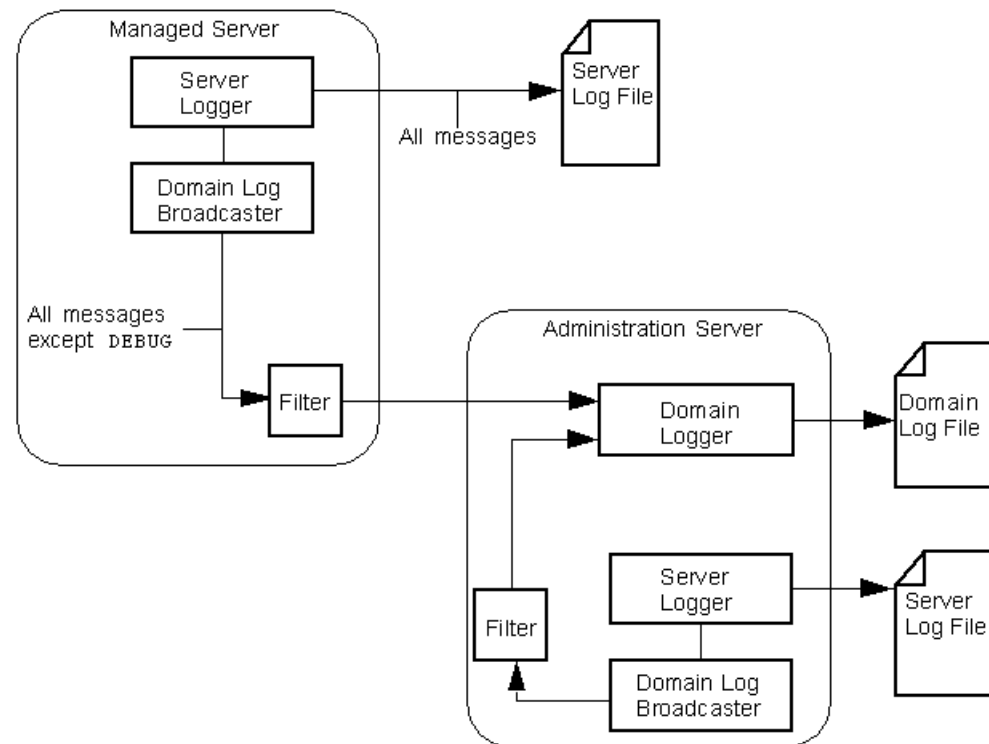 Managed Server
Server
Logger
Server
Log File
All messages
Domain Log
Broadcaster
All messages
except DEBUG
Filter
Administration Server
Domain
Logger
Domain
Log File
Server
Logger
Server
Log File
Filter
Domain Log
Broadcaster